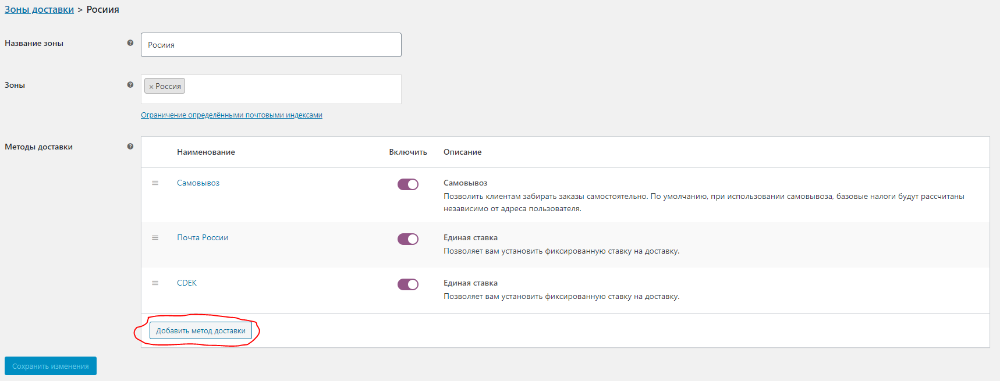 Зоны доставки > Росиия
Название зоны
Росиия
Зоны
× Россия
Ограничение определёнными почтовыми индексами
Методы доставки
Наименование Включить Описание
Самовывоз Самовывоз
Позволить клиентам забирать заказы самостоятельно. По умолчанию, при использовании самовывоза, базовые налоги будут рассчитаны
независимо от адреса пользователя.
Почта России Единая ставка
Позволяет вам установить фиксированную ставку на доставку.
CDEK Единая ставка
Позволяет вам установить фиксированную ставку на доставку.
Добавить метод доставки
Сохранить изменения